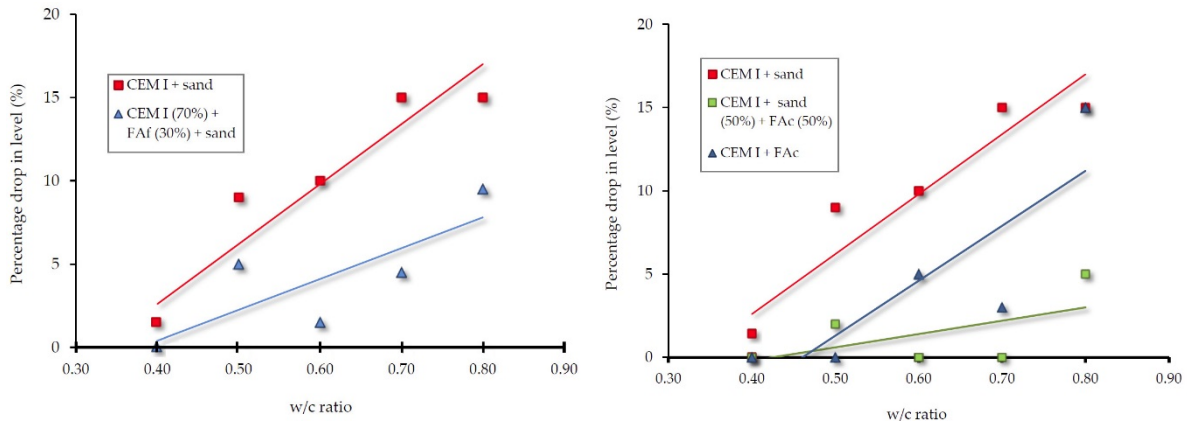 20
15
10
5
0
Percentage drop in level (%)
CEM I + sand
CEM I (70%) +
FAf (30%) + sand
0.30 0.40 0.50 0.60 0.70 0.80 0.90
w/c ratio
20
15
10
5
0
Percentage drop in level (%)
CEM I + sand
CEM I + sand
(50%) + FAc (50%)
CEM I + FAc
0.30 0.40 0.50 0.60 0.70 0.80 0.90
w/c ratio